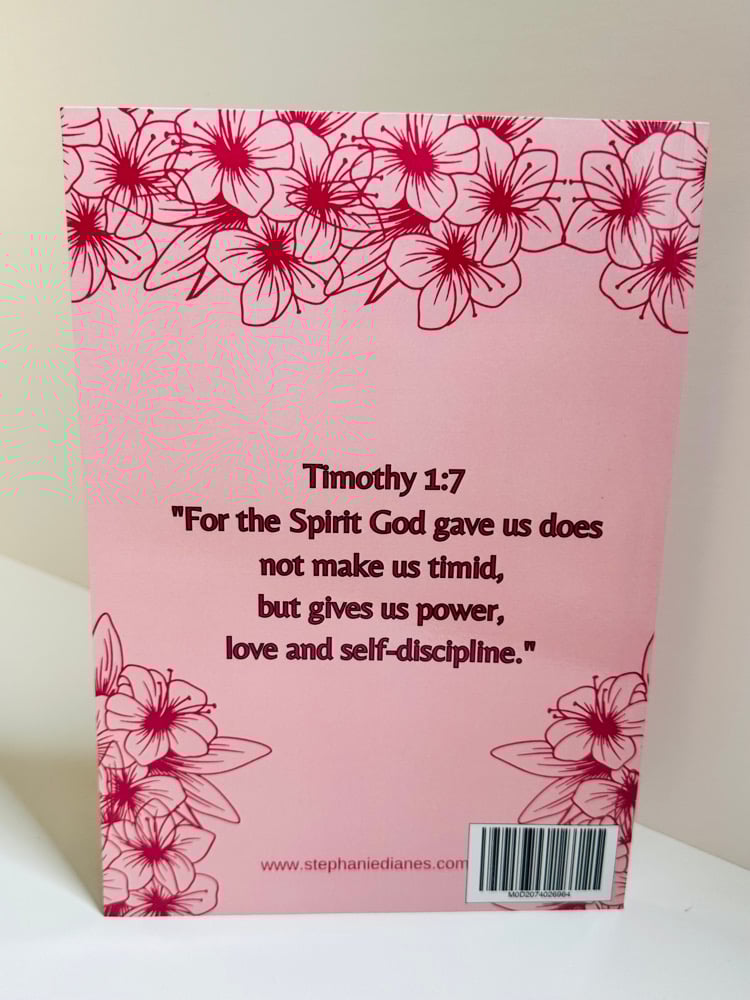 Timothy 1:7
"For the Spirit God gave us does
not make us timid,
but gives us power,
love and self-discipline."
www.stephaniedianes.com
M0D2074026964